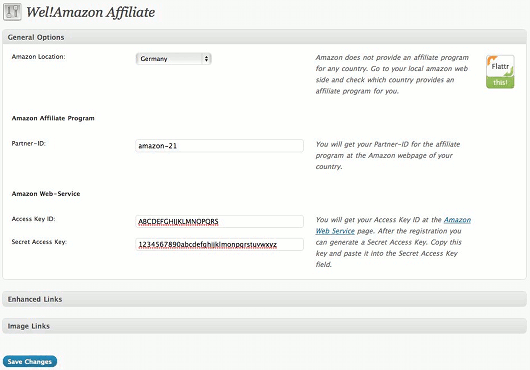 Wel!Amazon Affiliate
General Options
Amazon Location:
Germany
Amazon does not provide an affiliate program
for any country. Go to your local amazon web
side and check which country provides an
affiliate program for you.
Flattr
this!
Amazon Affiliate Program
Partner-ID:
amazon-21
You will get your Partner-ID for the affiliate
program at the Amazon webpage of your
country.
Amazon Web-Service
Access Key ID:
ABCDEFGHIJKLMNOPQRS
You will get your Access Key ID at the Amazon
Web Service page. After the registration you
can generate a Secret Access Key. Copy this
key and paste it into the Secret Access Key
field.
Secret Access Key:
1234567890abcdefghijklmonpqrstuvwxyz
Enhanced Links
Image Links
Save Changes